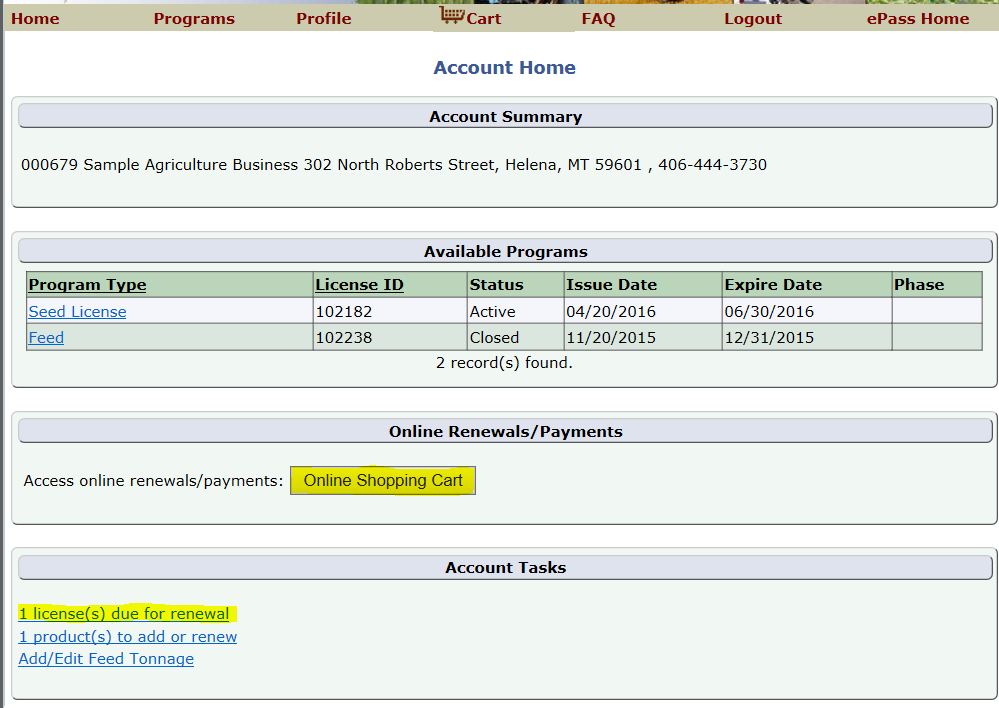 Home Programs Profile Cart FAQ Logout ePass Home
Account Home
Account Summary
000679 Sample Agriculture Business 302 North Roberts Street, Helena, MT 59601 , 406-444-3730
Available Programs
Program Type License ID Status Issue Date Expire Date Phase
Seed License 102182 Active 04/20/2016 06/30/2016
Feed 102238 Closed 11/20/2015 12/31/2015
2 record(s) found.
Online Renewals/Payments
Access online renewals/payments: Online Shopping Cart
Account Tasks
1 license(s) due for renewal
1 product(s) to add or renew
Add/Edit Feed Tonnage